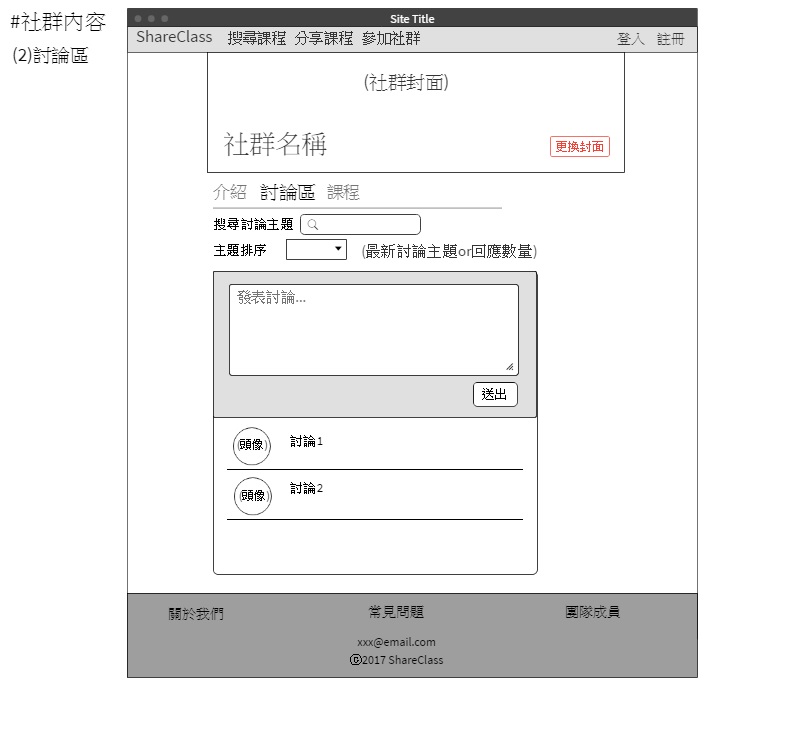 #社群內容
(2)討論區
Site Title
ShareClass 搜尋課程 分享課程 參加社群 登入 註冊
(社群封面)
社群名稱
更換封面
介紹 討論區 課程
搜尋討論主題
主題排序 (最新討論主題or回應數量)
發表討論...
送出
(頭像) 討論1
(頭像) 討論2
關於我們 常見問題 團隊成員
xxx@email.com
©2017 ShareClass